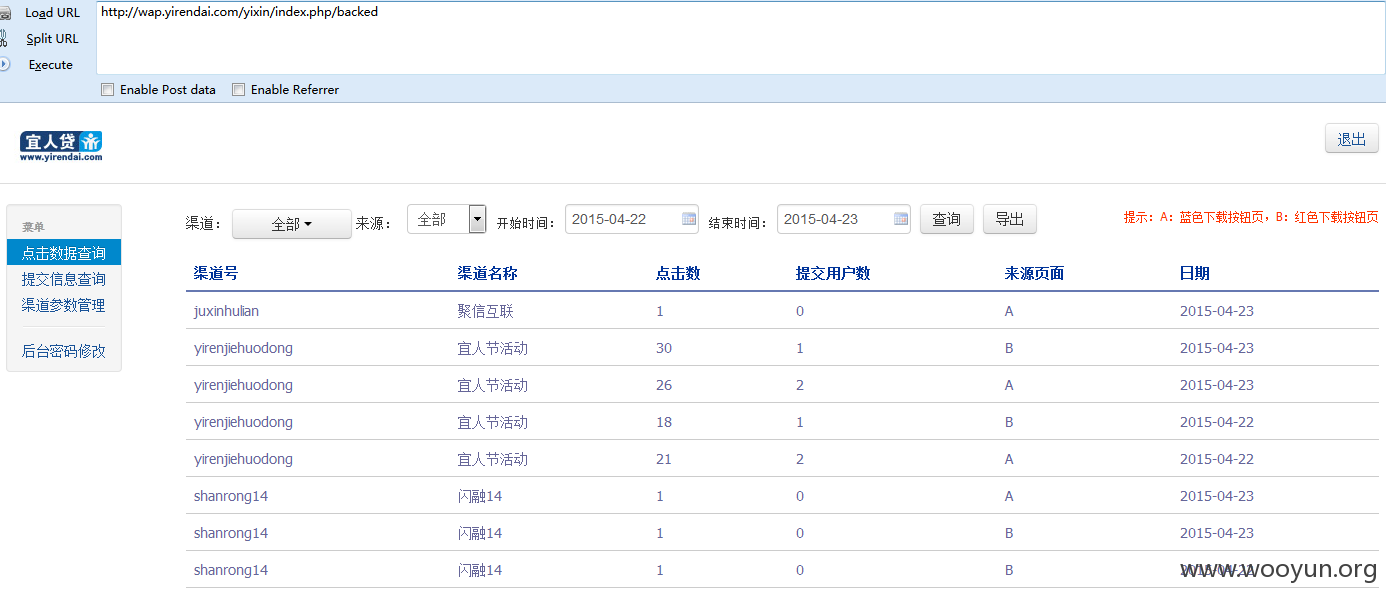 Load URL http://wap.yirendai.com/yixin/index.php/backed
Split URL
Execute
Enable Post data Enable Referrer
宜人贷
www.yirendai.com
退出
菜单
点击数据查询
提交信息查询
渠道参数管理
后台密码修改
渠道： 全部 来源： 全部 开始时间： 2015-04-22 结束时间： 2015-04-23 查询 导出 提示：A：蓝色下载按钮页，B：红色下载按钮页
渠道号 渠道名称 点击数 提交用户数 来源页面 日期
juxinhulian 聚信互联 1 0 A 2015-04-23
yirenjiehuodong 宜人节活动 30 1 B 2015-04-23
yirenjiehuodong 宜人节活动 26 2 A 2015-04-23
yirenjiehuodong 宜人节活动 18 1 B 2015-04-22
yirenjiehuodong 宜人节活动 21 2 A 2015-04-22
shanrong14 闪融14 1 0 A 2015-04-23
shanrong14 闪融14 1 0 B 2015-04-23
shanrong14 闪融14 1 0 B
www.wooyun.org